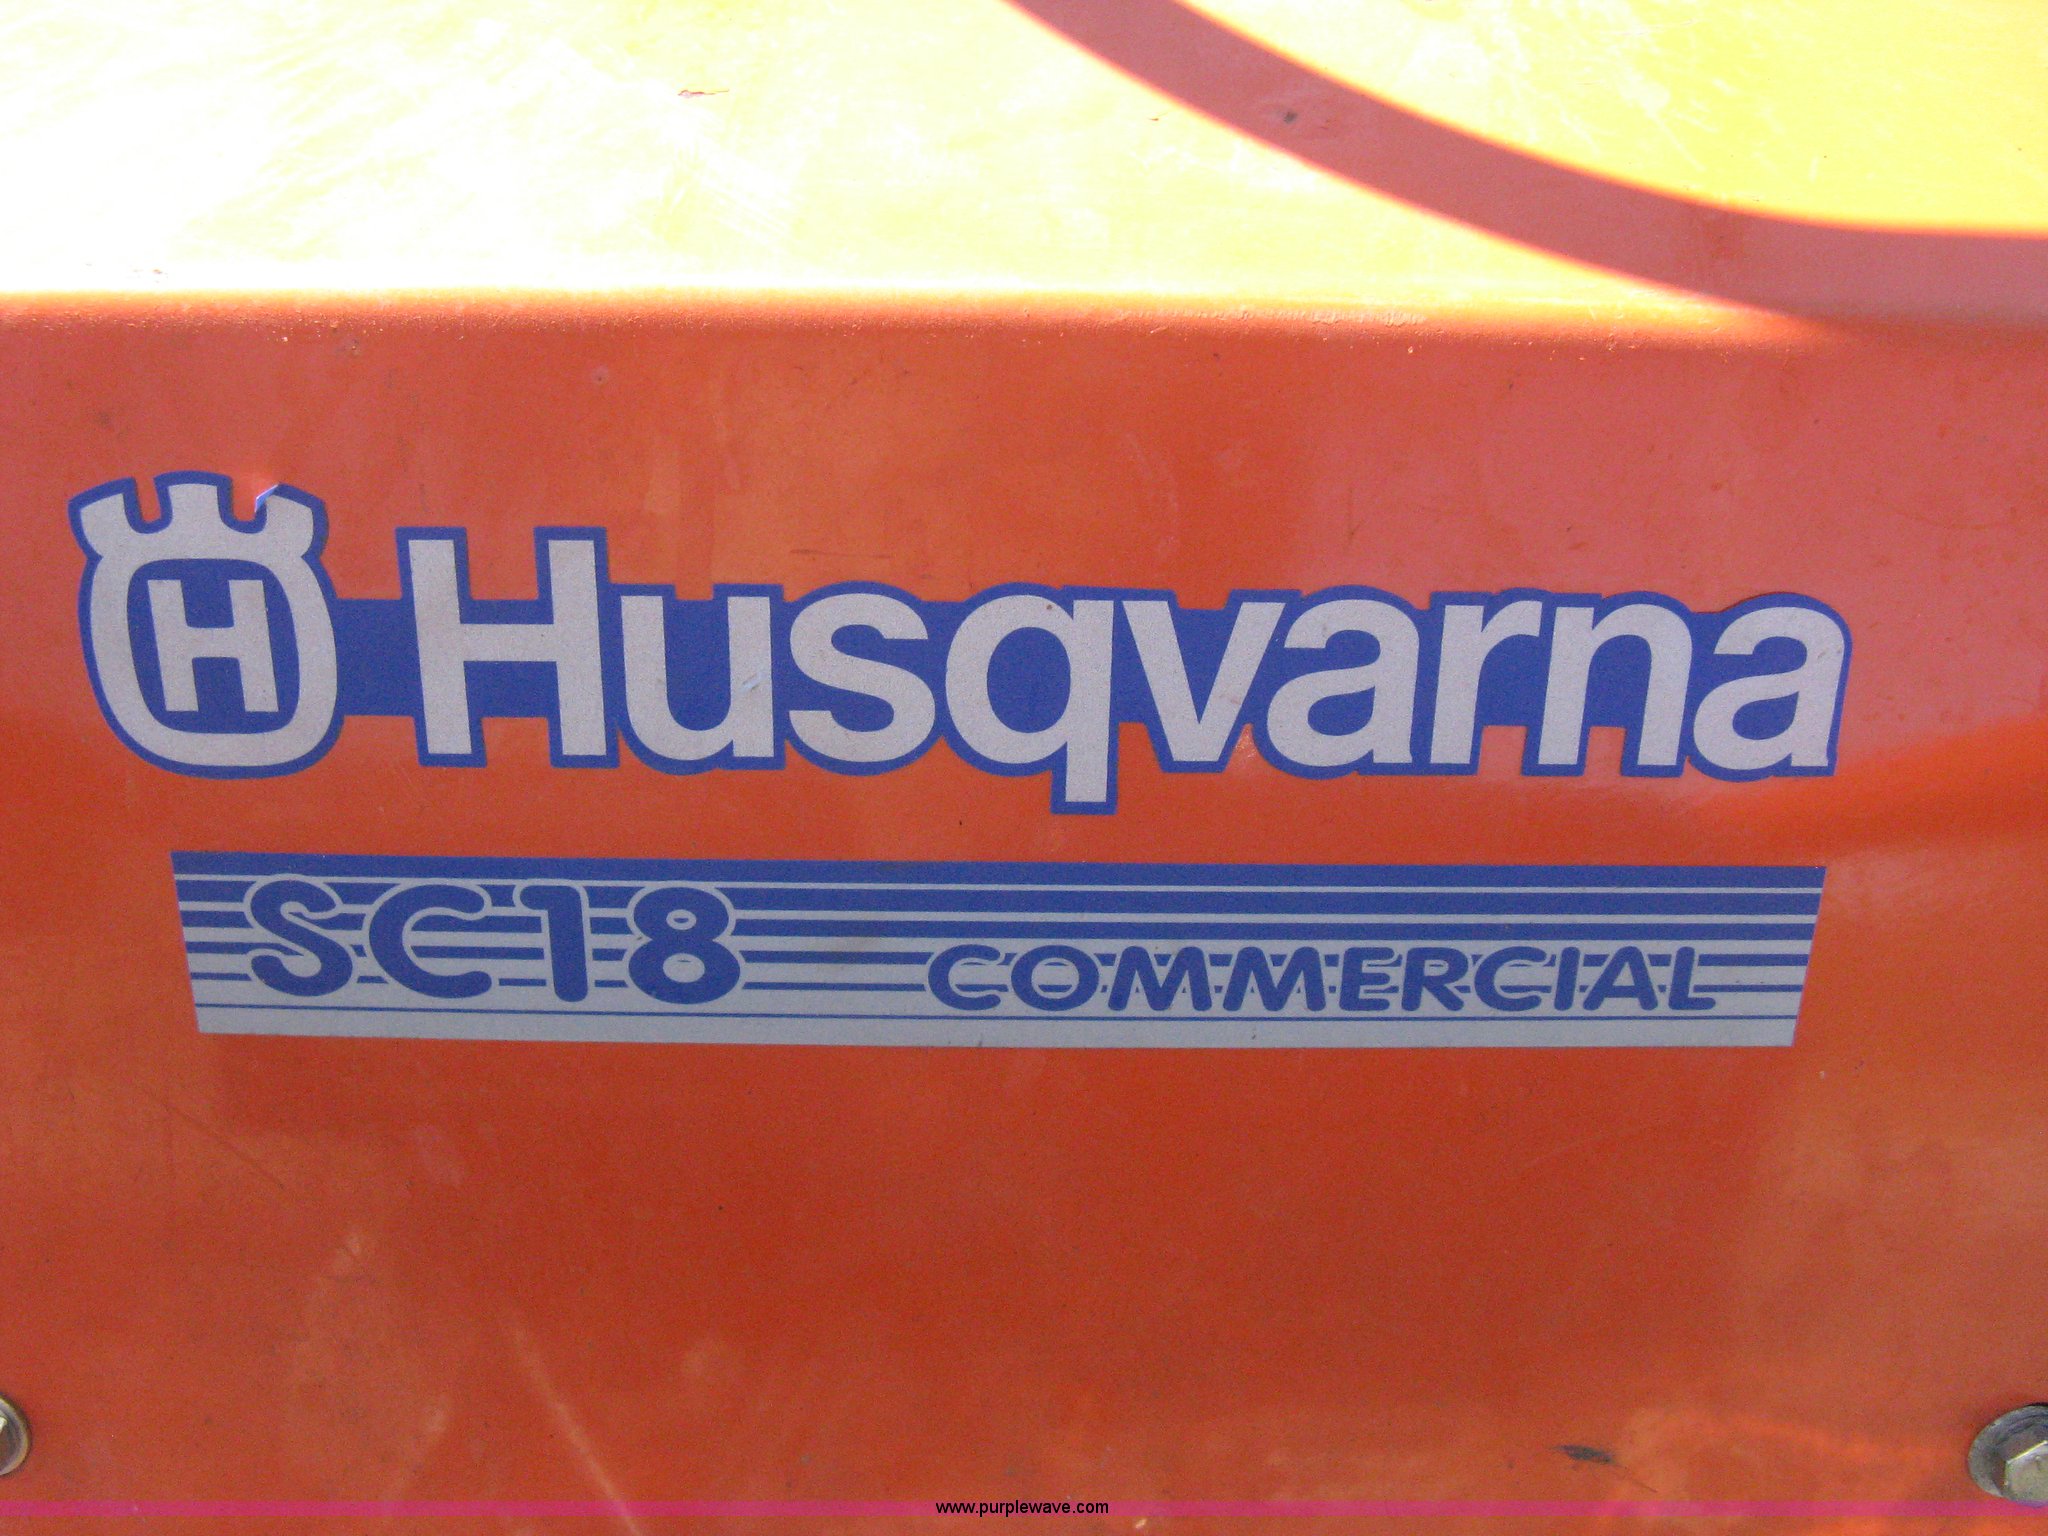 H Husqvarna
SC18 COMMERCIAL
www.purplewave.com